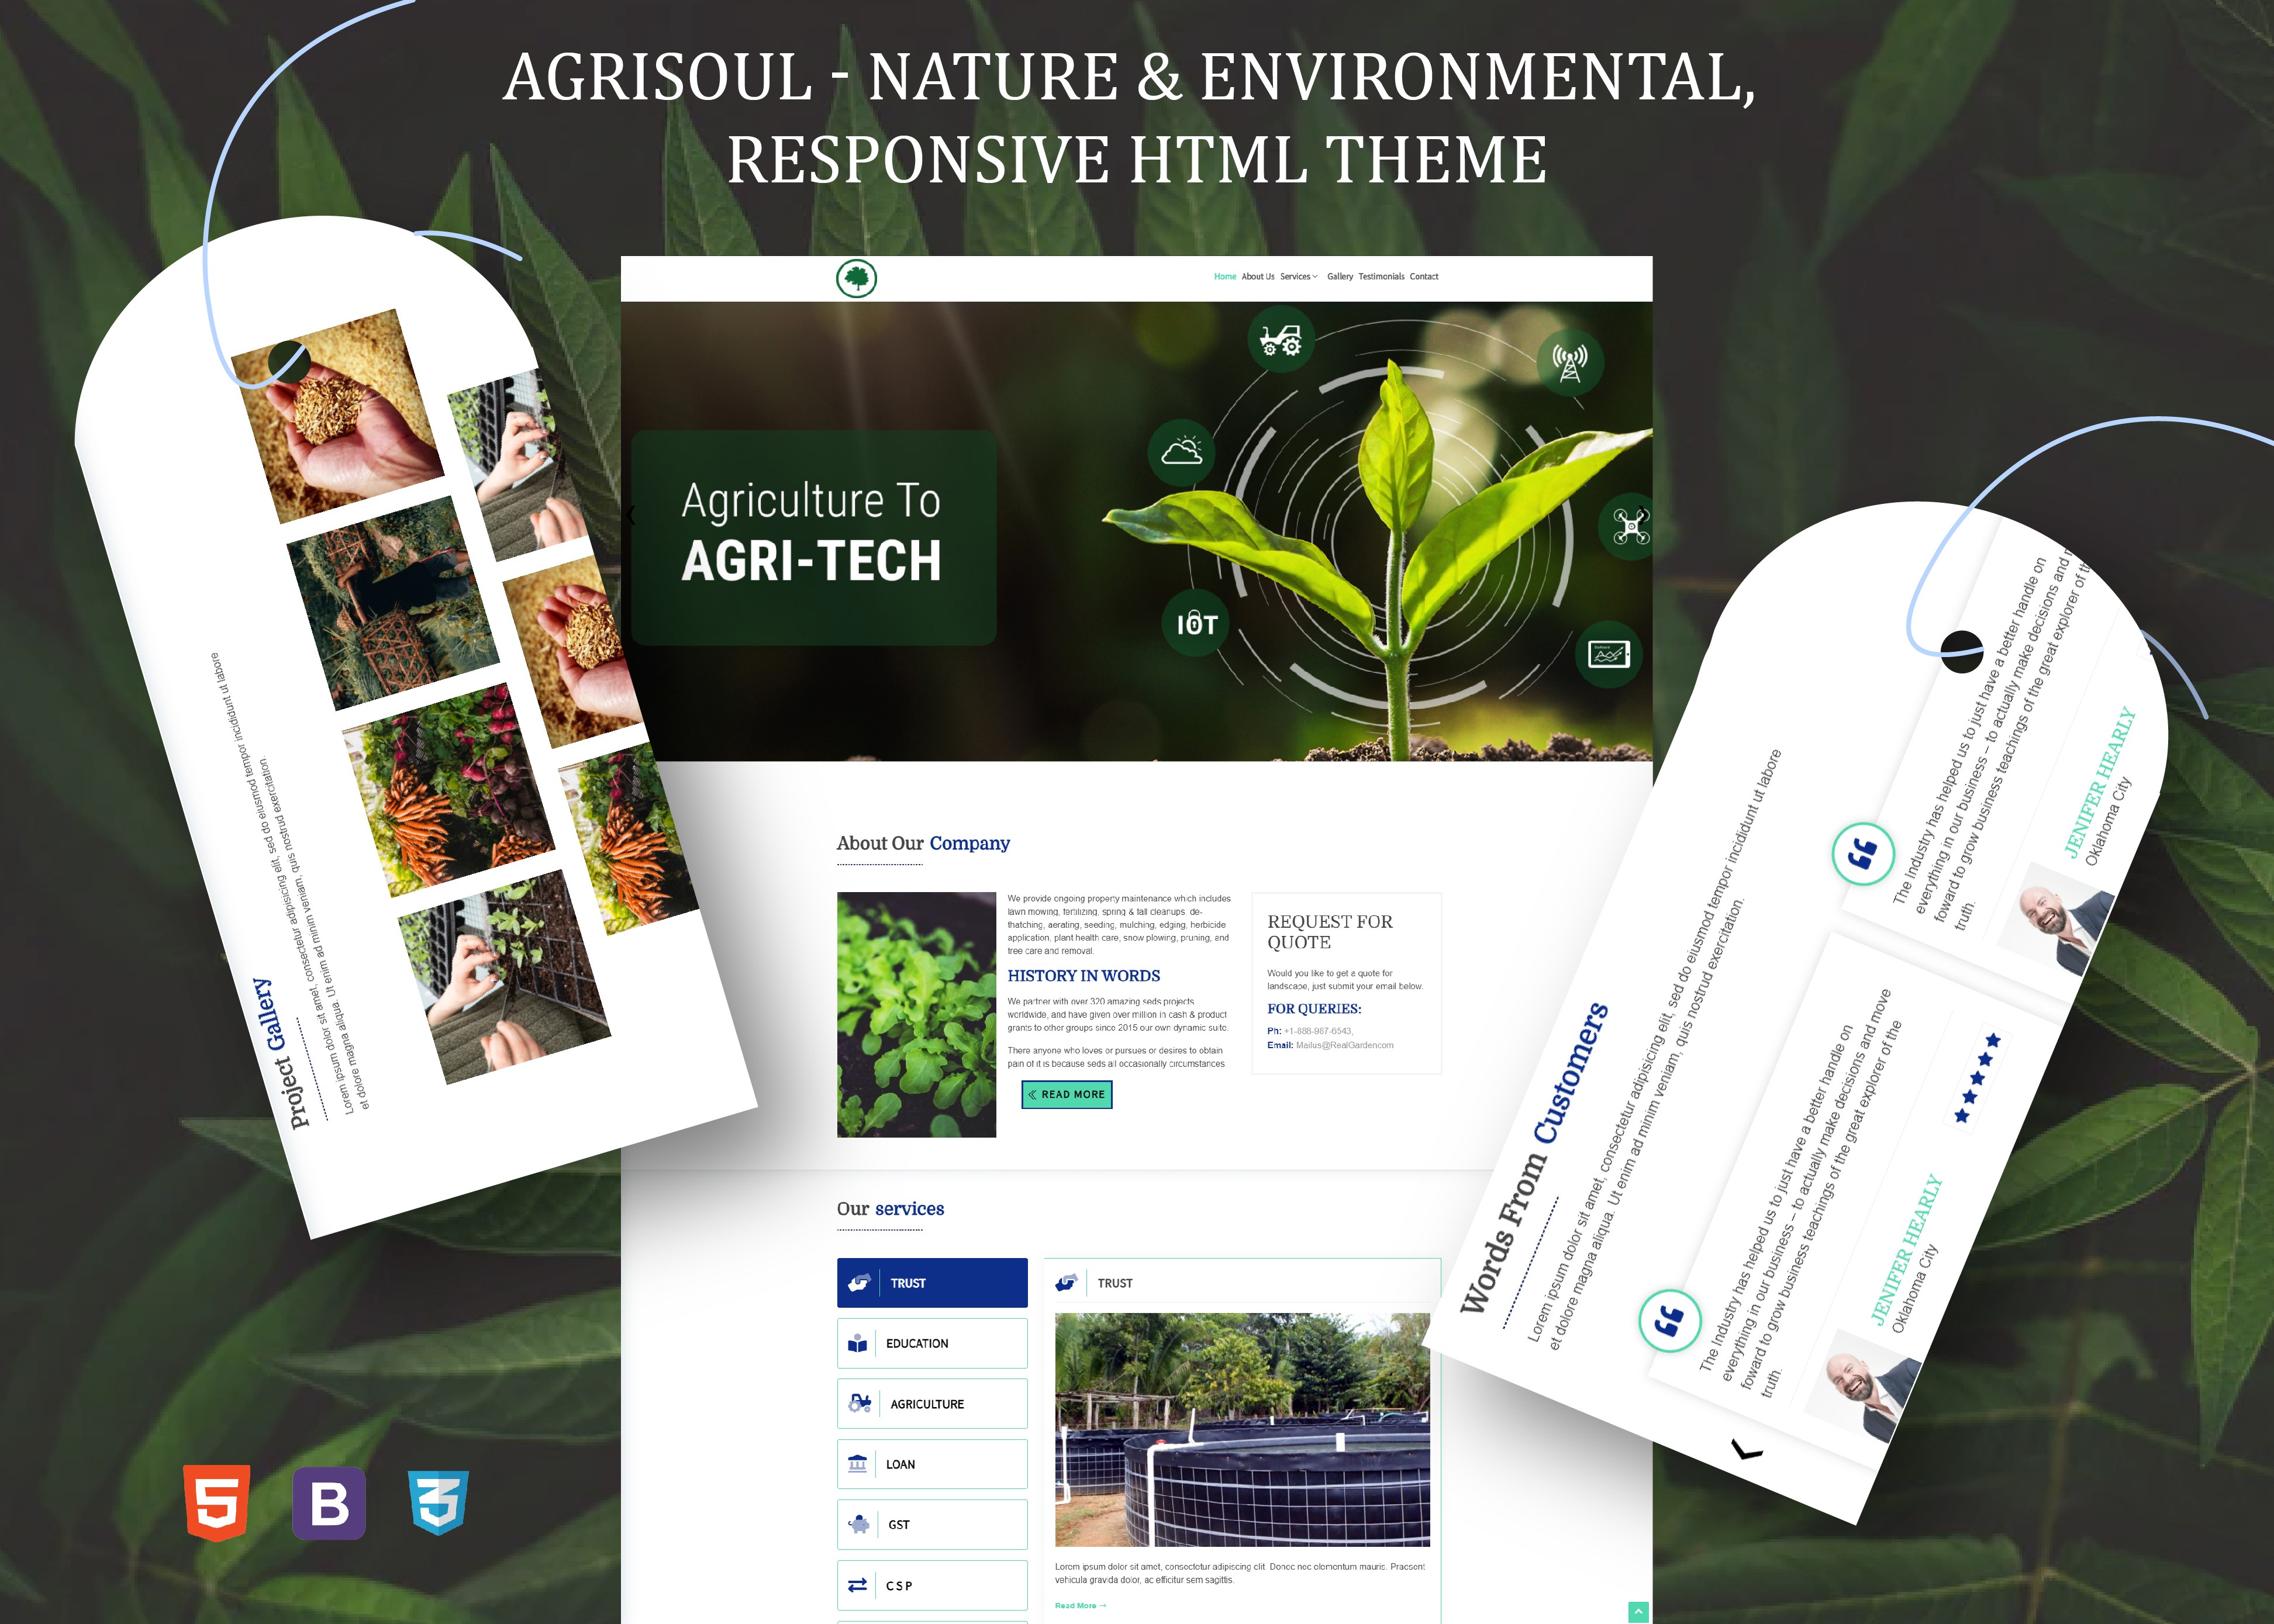 AGRISOUL - NATURE & ENVIRONMENTAL,
RESPONSIVE HTML THEME
Home About Us Services Gallery Testimonials Contact
Agriculture To
AGRI-TECH
IOT
About Our Company
We provide ongoing property maintenance which includes
lawn mowing, fertilizing, spring & fall cleanups, de-
thatching, aerating, seeding, mulching, edging, herbicide
application, plant health care, snow plowing, pruning, and
tree care and removal.
HISTORY IN WORDS
We partner with over 320 amazing seds projects
worldwide, and have given over million in cash & product
grants to other groups since 2015 our own dynamic suite.
There anyone who loves or pursues or desires to obtain
pain of it is because seds all occasionally circumstances
READ MORE
REQUEST FOR
QUOTE
Would you like to get a quote for
landscape, just submit your email below.
FOR QUERIES:
Ph: +1-888-987-6543,
Email: Mailus@RealGardencom
Our services
TRUST
EDUCATION
AGRICULTURE
LOAN
GST
C S P
TRUST
Lorem ipsum dolor sit amet, consectetur adipiscing elit. Donec nec elementum mauris. Praesent
vehicula gravida dolor, ac efficitur sem sagittis.
Read More →
Project Gallery
Lorem ipsum dolor sit amet, consectetur adipisicing elit, sed do eiusmod tempor incididunt ut labore
et dolore magna aliqua. Ut enim ad minim veniam, quis nostrud exercitation.
Words From Customers
Lorem ipsum dolor sit amet, consectetur adipisicing elit, sed do eiusmod tempor incididunt ut labore
et dolore magna aliqua. Ut enim ad minim veniam, quis nostrud exercitation.
The Industry has helped us to just have a better handle on
everything in our business – to actually make decisions and move
foward to grow business teachings of the great explorer of the
truth.
JENIFER HEARLY
Oklahoma City
The Industry has helped us to just have a better handle on
everything in our business – to actually make decisions and
foward to grow business teachings of the great explorer of
truth.
JENIFER HEARLY
Oklahoma City
5
B
3